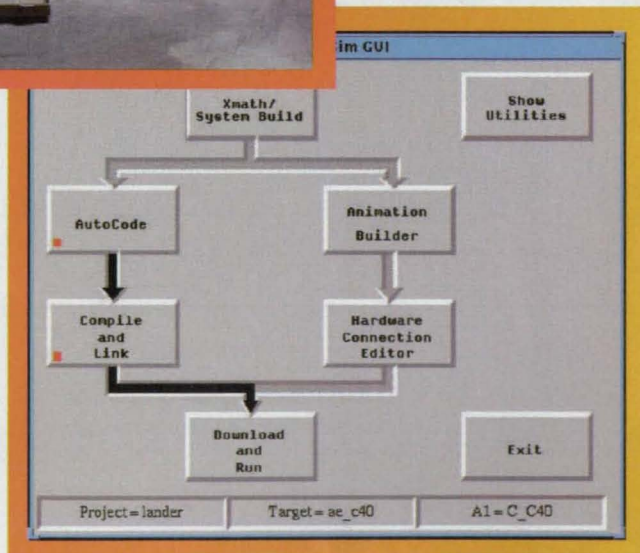 im GUI
Xmath/
System Build
Show
Utilities
AutoCode
Animation
Builder
Compile
and
Link
Hardware
Connection
Editor
Download
and
Run
Exit
Project = lander
Target = ae_c40
A1 = C_C40